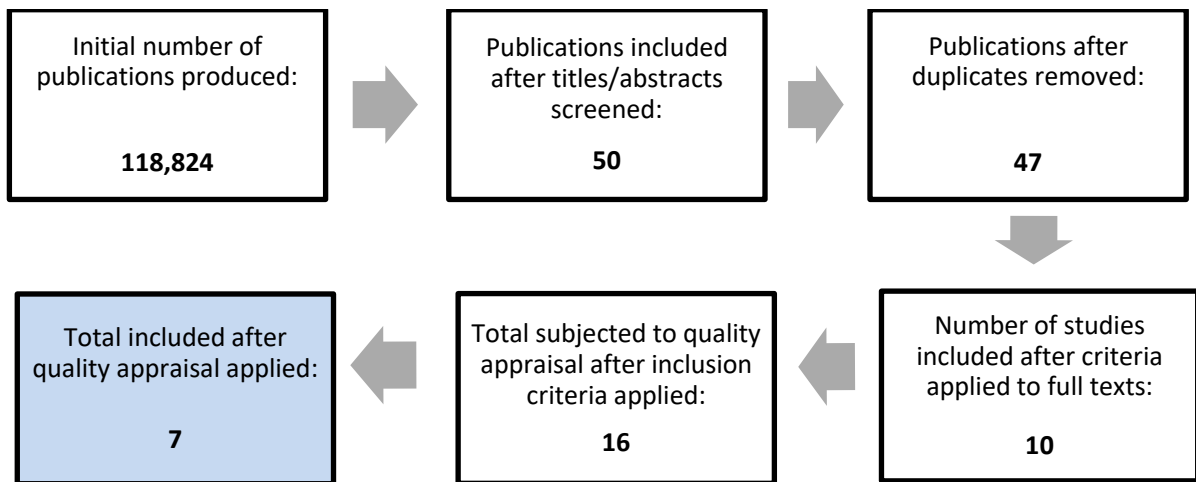 Initial number of
publications produced:
118,824
Publications included
after titles/abstracts
screened:
50
Publications after
duplicates removed:
47
Number of studies
included after criteria
applied to full texts:
10
Total subjected to quality
appraisal after inclusion
criteria applied:
16
Total included after
quality appraisal applied:
7